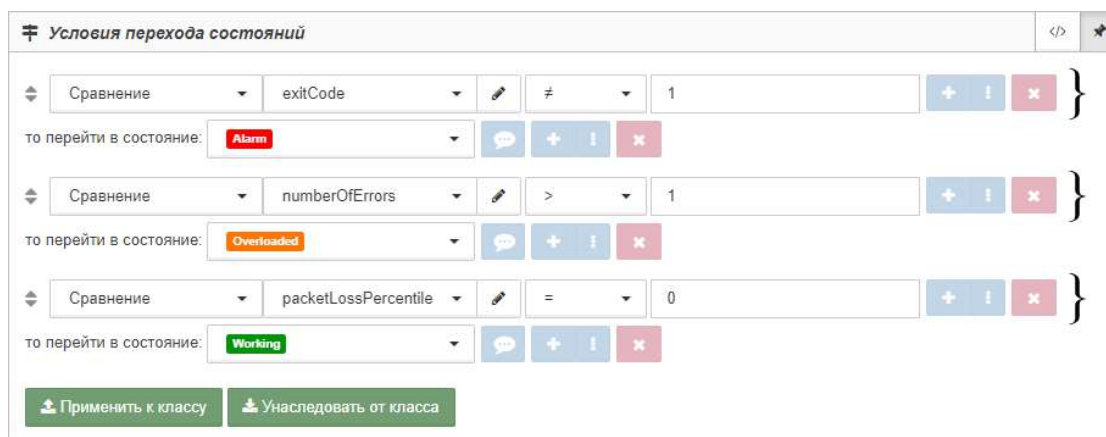 Условия перехода состояний </>
Сравнение exitCode ≠ 1 }
то перейти в состояние: Alarm
Сравнение numberOfErrors > 1 }
то перейти в состояние: Overloaded
Сравнение packetLossPercentile = 0 }
то перейти в состояние: Working
Применить к классу Унаследовать от класса